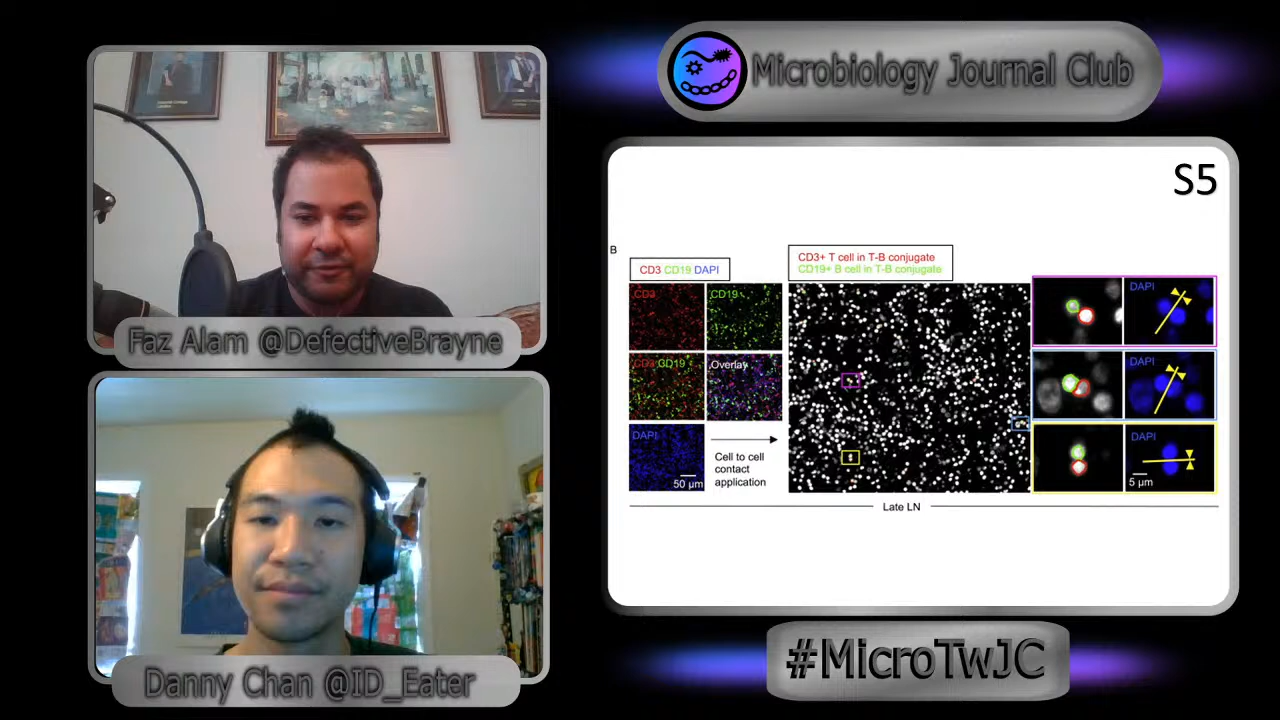 Microbiology Journal Club
Faz Alam @DefectiveBrayne
Danny Chan @ID_Eater
S5
B
CD3 CD19 DAPI
CD3+ T cell in T-B conjugate
CD19+ B cell in T-B conjugate
CD3
CD19
CD3 CD19
Overlay
DAPI
50 µm
Cell to cell
contact
application
DAPI
DAPI
DAPI
5 µm
Late LN
#MicroTwJC